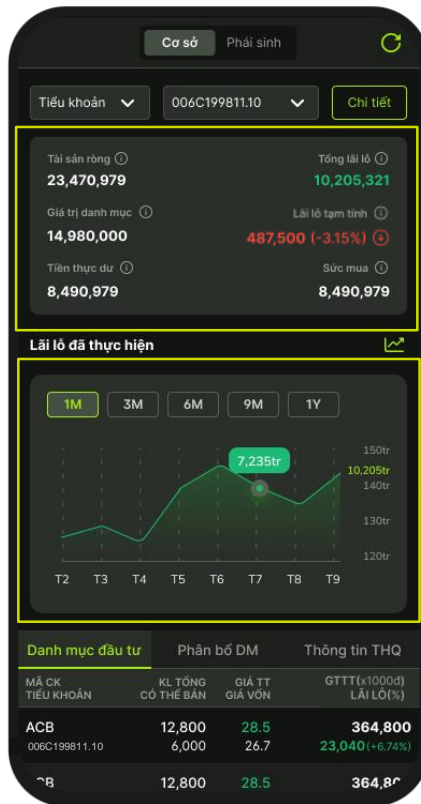 Cơ sở Phái sinh
Tiểu khoản 006C199811.10 Chi tiết
Tài sản ròng Tổng lãi lỗ
23,470,979 10,205,321
Giá trị danh mục Lãi lỗ tạm tính
14,980,000 487,500 (-3.15%)
Tiền thực dư Sức mua
8,490,979 8,490,979
Lãi lỗ đã thực hiện
1M 3M 6M 9M 1Y
150tr
7,235tr
10,205tr
140tr
130tr
120tr
T2 T3 T4 T5 T6 T7 T8 T9
Danh mục đầu tư Phân bổ DM Thông tin THQ
MÃ CK KL TỔNG GIÁ TT GTTT(x1000đ)
TIỂU KHOẢN CÓ THỂ BÁN GIÁ VỐN LÃI LỖ(%)
ACB 12,800 28.5 364,800
006C199811.10 6,000 26.7 23,040(+6.74%)
12,800 28.5